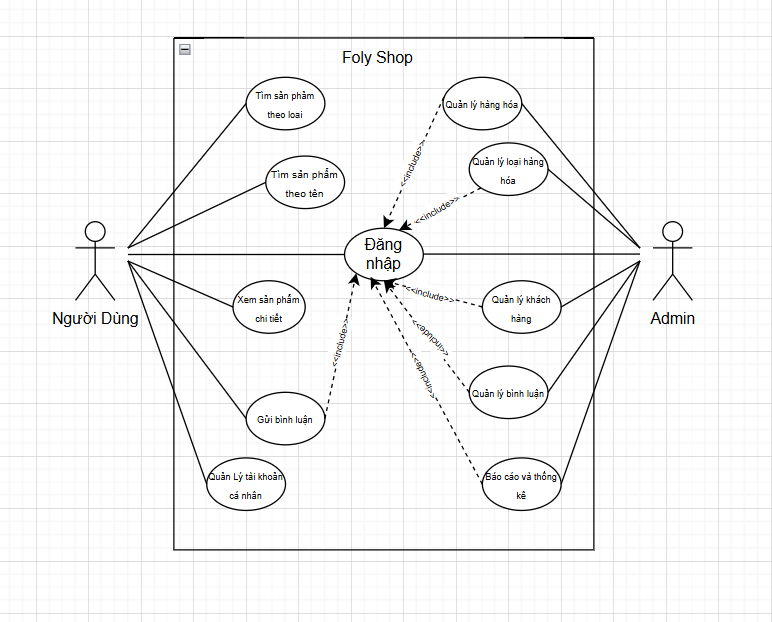 Foly Shop
Tìm sản phầm
theo loai
Quản lý hàng hóa
Tìm sản phẩm
theo tên
Quản lý loại hàng
hóa
<<include>>
<<include>>
Đăng
nhập
Người Dùng
Admin
Xem sản phẩm
chi tiết
<<include>>
Quản lý khách
hàng
<<include>>
<<include>>
<<include>>
Gửi bình luận
Quản lý bình luận
Quản Lý tài khoản
cá nhân
Báo cáo và thống
kê